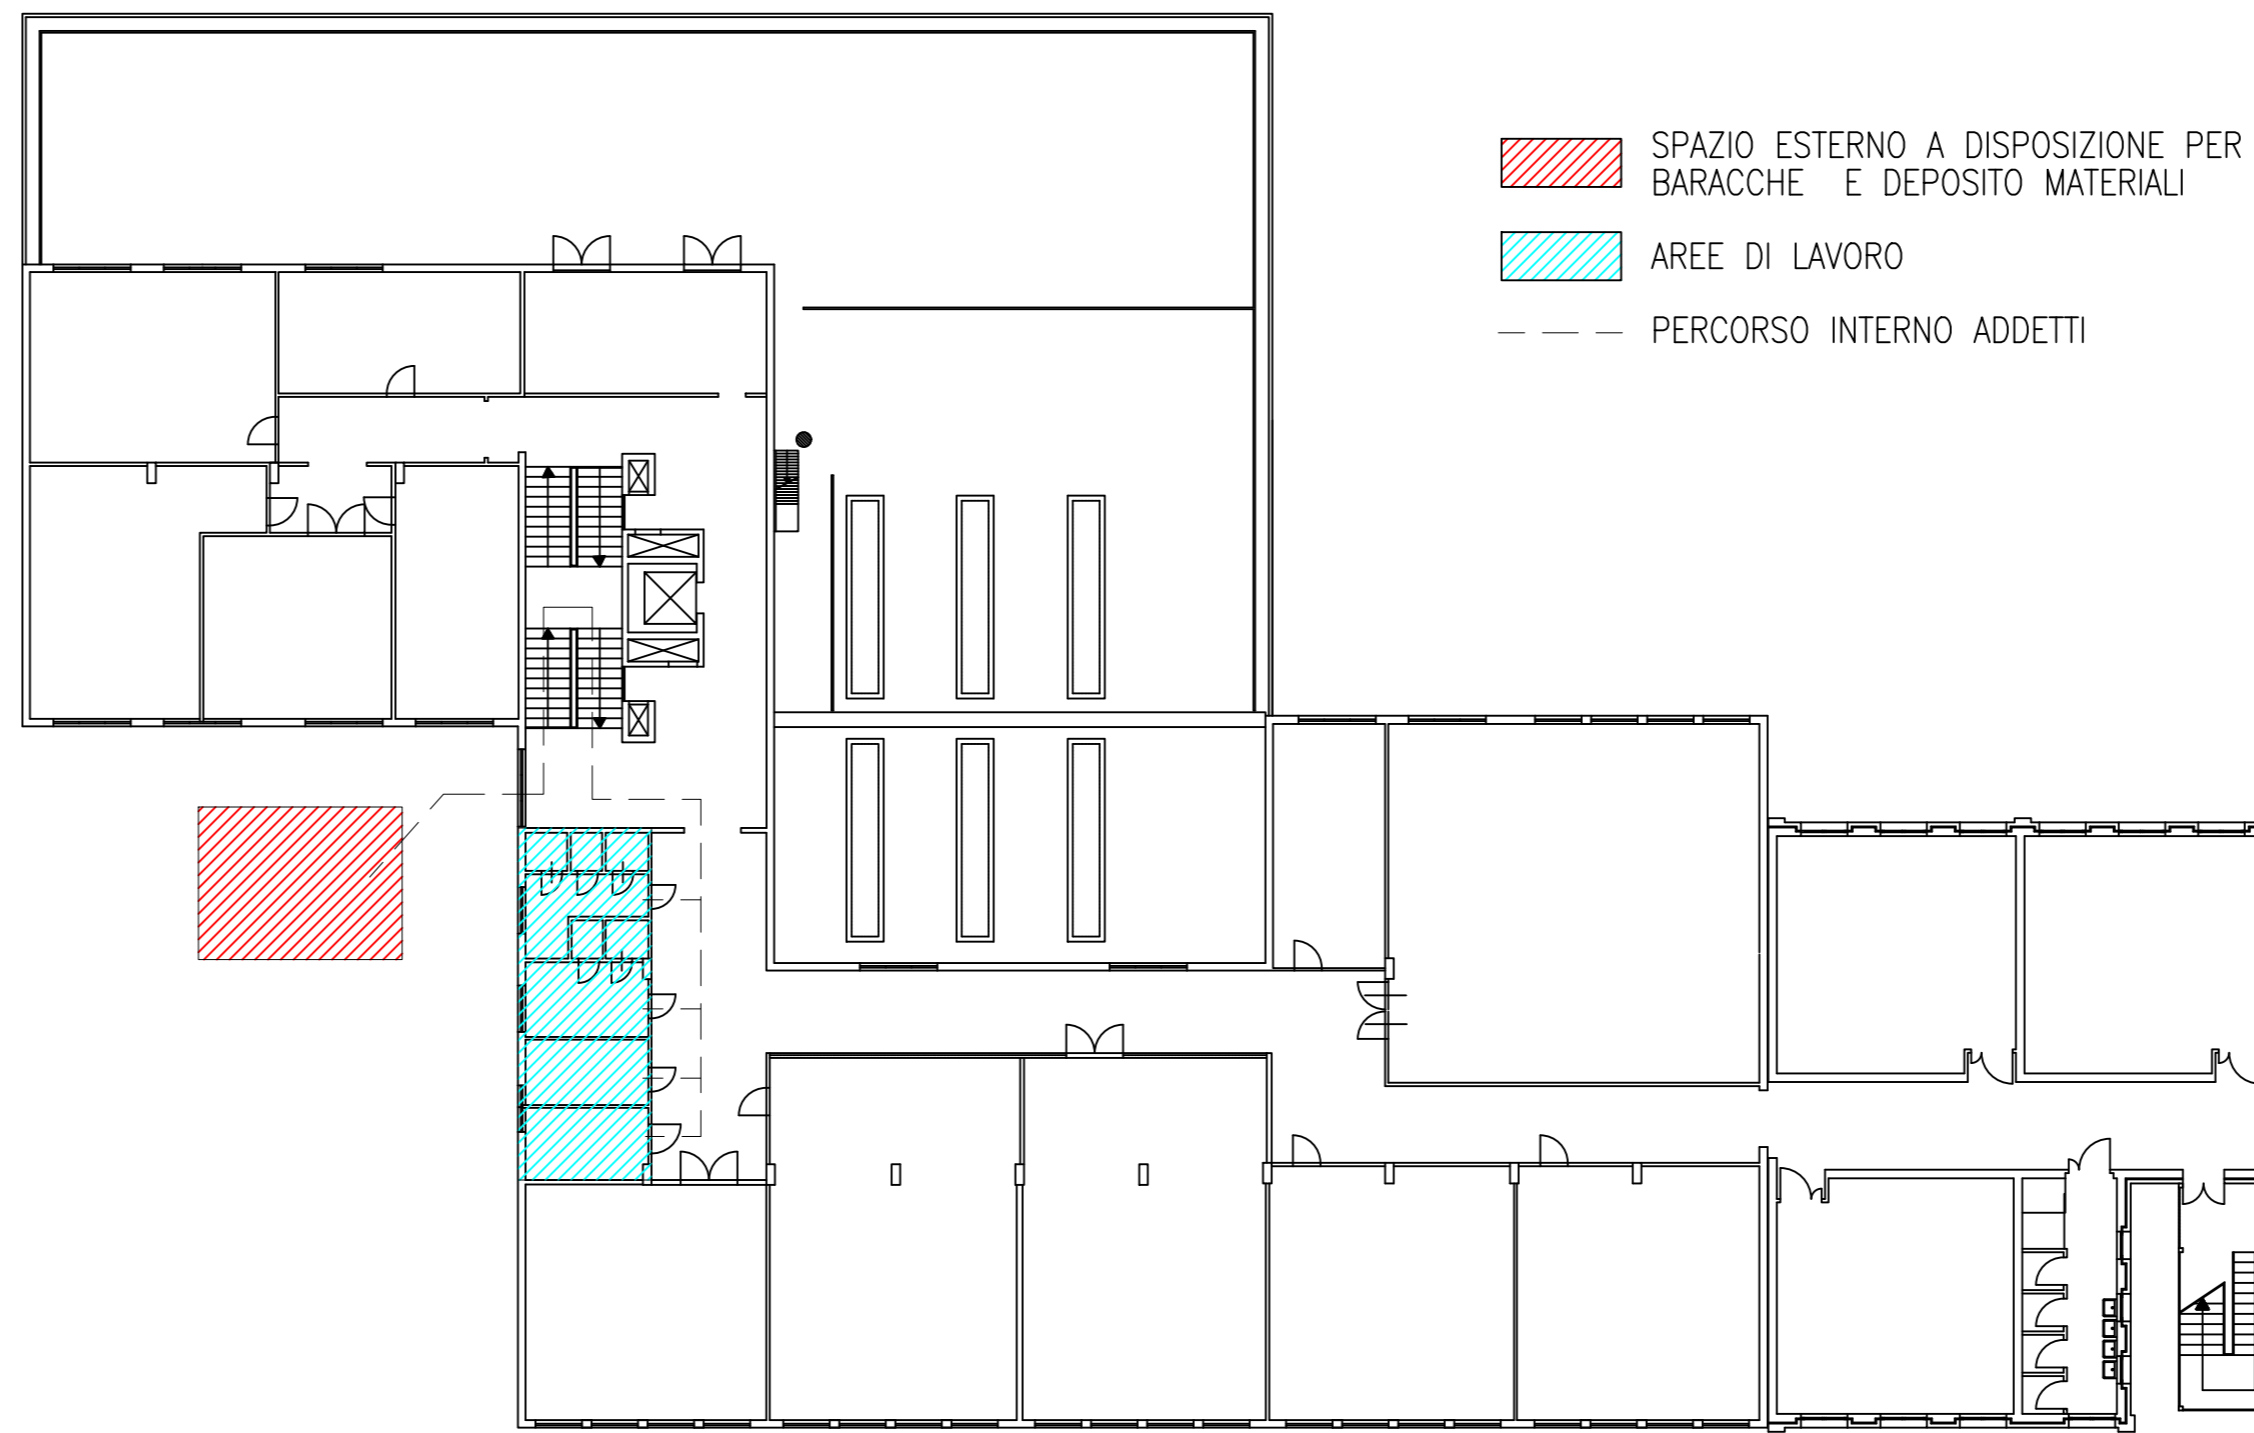 SPAZIO ESTERNO A DISPOSIZIONE PER
BARACCHE E DEPOSITO MATERIALI
AREE DI LAVORO
PERCORSO INTERNO ADDETTI